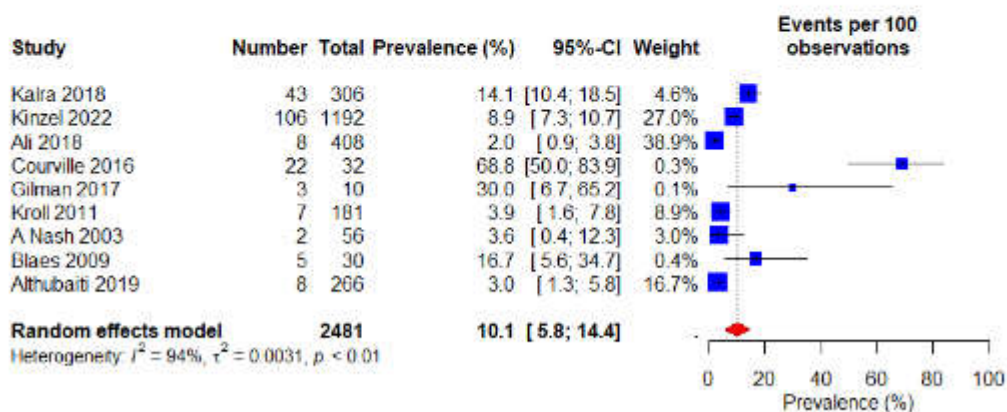 Study Number Total Prevalence (%) 95%-CI Weight Events per 100 observations
Kalra 2018 43 306 14.1 [10.4; 18.5] 4.6%
Kinzel 2022 106 1192 8.9 [ 7.3; 10.7] 27.0%
Ali 2018 8 408 2.0 [ 0.9; 3.8] 38.9%
Courville 2016 22 32 68.8 [50.0; 83.9] 0.3%
Gilman 2017 3 10 30.0 [ 6.7; 65.2] 0.1%
Kroll 2011 7 181 3.9 [ 1.6; 7.8] 8.9%
A Nash 2003 2 56 3.6 [ 0.4; 12.3] 3.0%
Blaes 2009 5 30 16.7 [ 5.6; 34.7] 0.4%
Althubaiti 2019 8 266 3.0 [ 1.3; 5.8] 16.7%
Random effects model 2481 10.1 [ 5.8; 14.4] .
Heterogeneity: I² = 94%, τ² = 0.0031, p < 0.01
0 20 40 60 80 100
Prevalence (%)